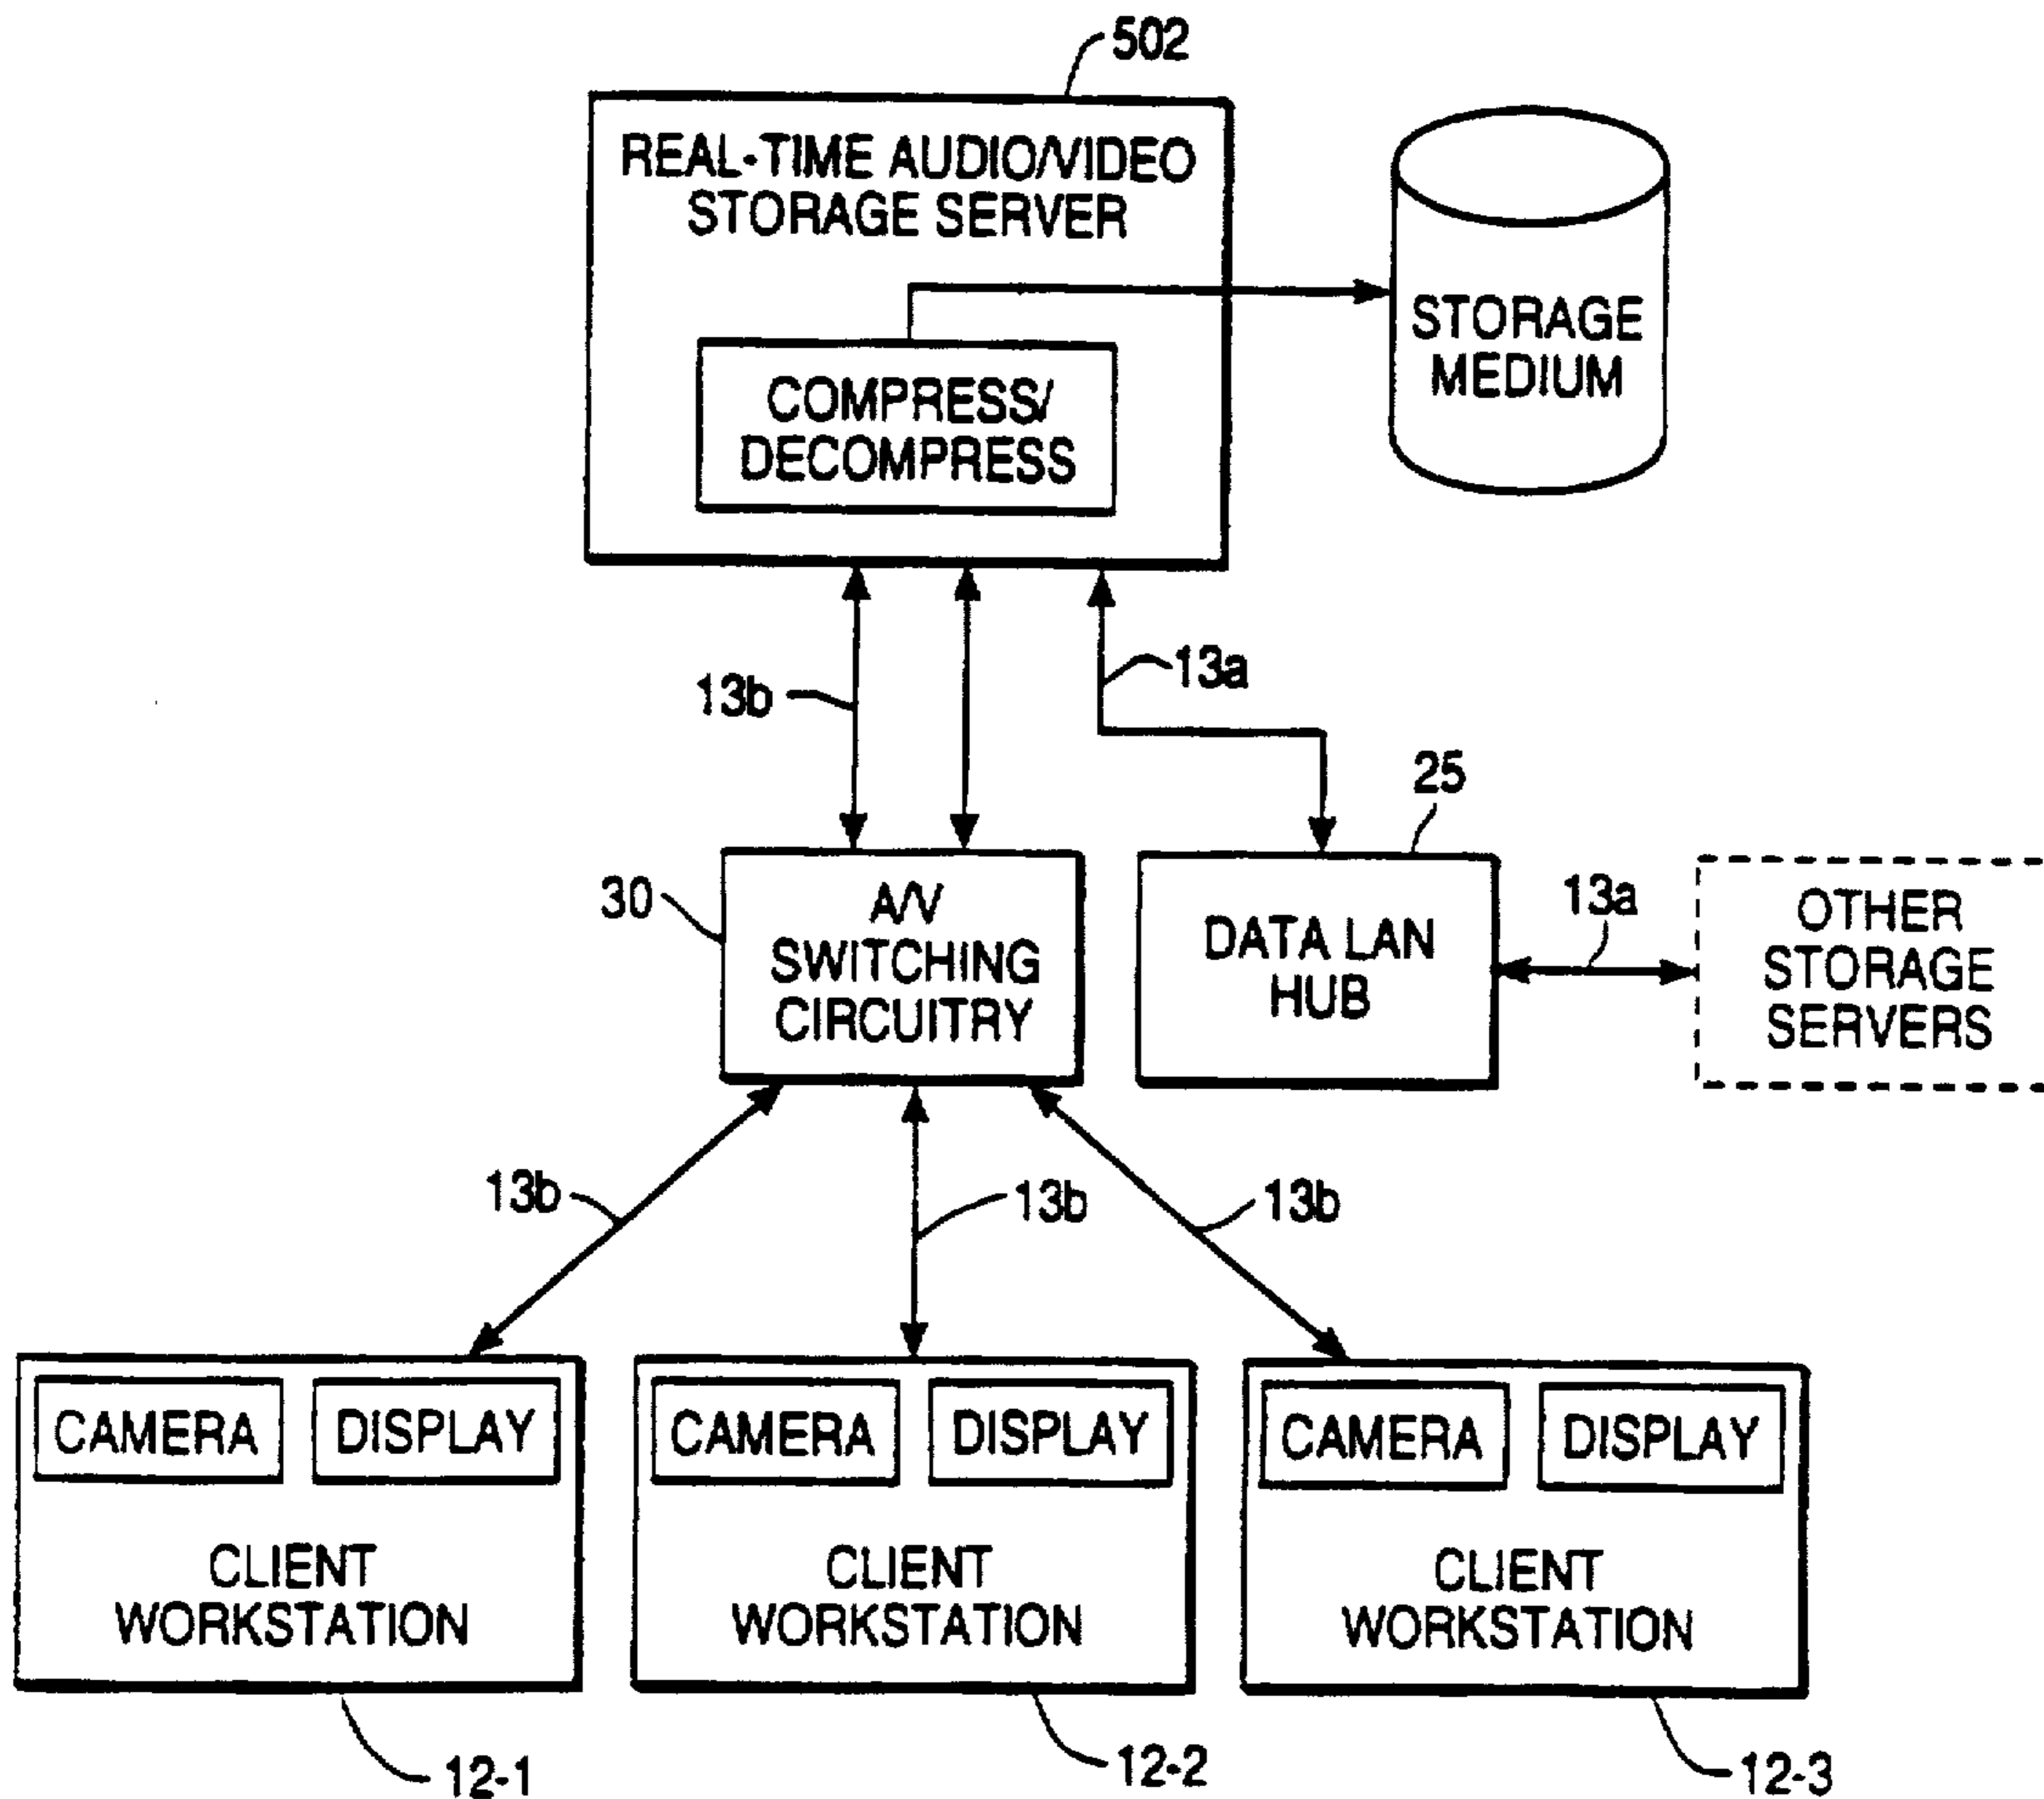 502
REAL-TIME AUDIO/VIDEO
STORAGE SERVER
STORAGE
MEDIUM
COMPRESS/
DECOMPRESS
13b
13a
25
30
A/V
SWITCHING
CIRCUITRY
DATA LAN
HUB
13a
OTHER
STORAGE
SERVERS
13b
13b
13b
CAMERA
DISPLAY
CLIENT
WORKSTATION
CAMERA
DISPLAY
CLIENT
WORKSTATION
CAMERA
DISPLAY
CLIENT
WORKSTATION
12-1
12-2
12-3